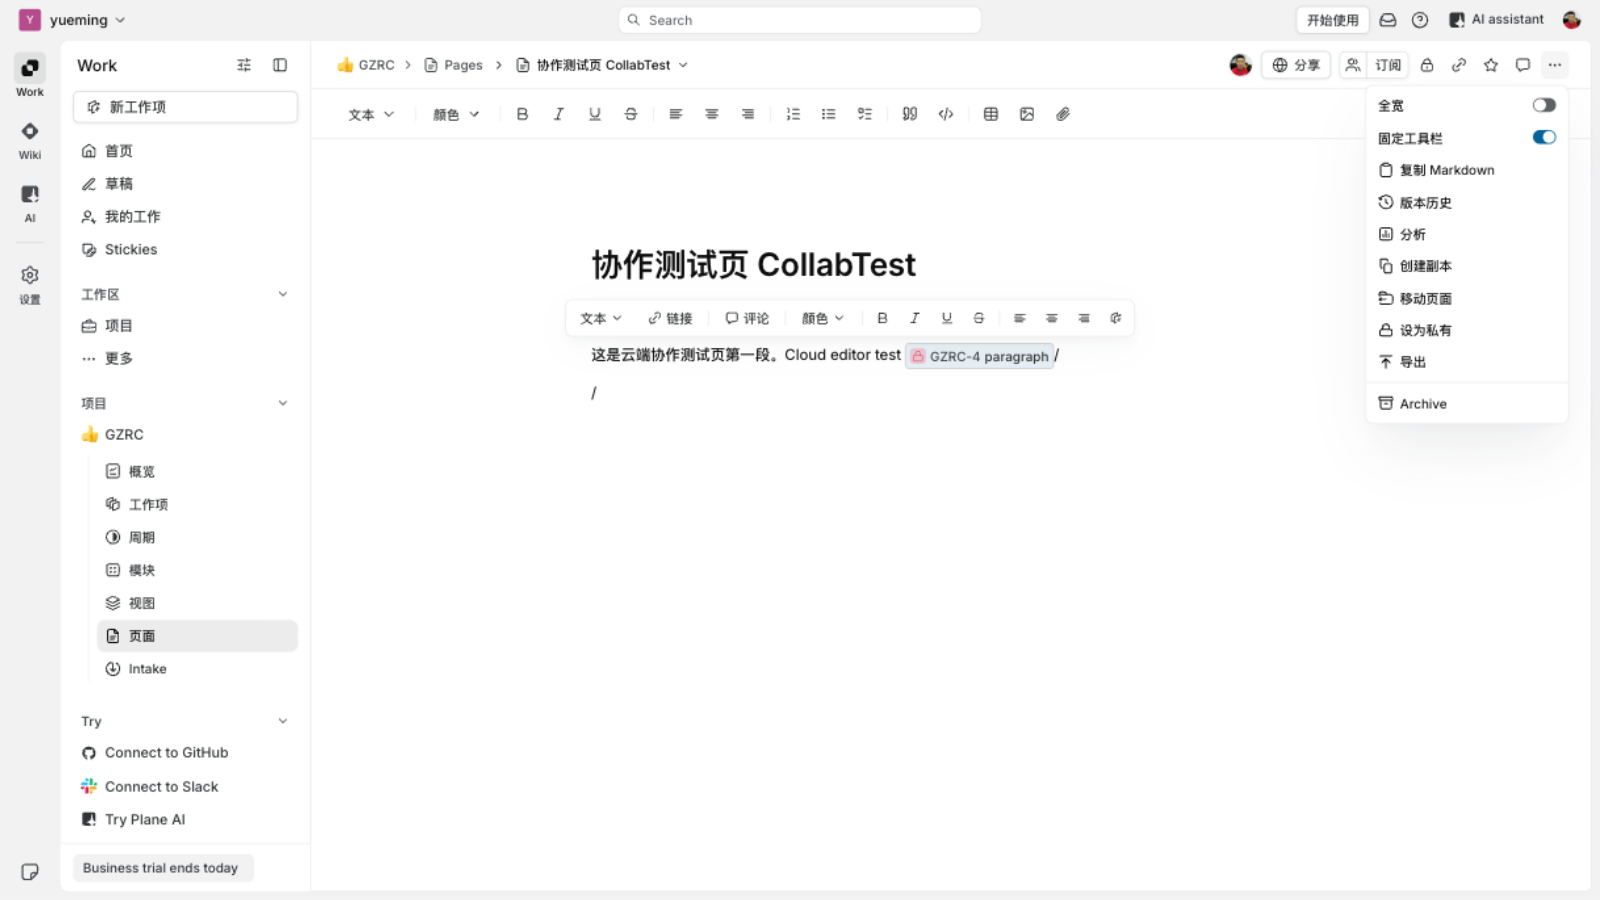 Y yueming
Search
开始使用
AI assistant
Work
Wiki
AI
设置
Work
新工作项
首页
草稿
我的工作
Stickies
工作区
项目
更多
项目
GZRC
概览
工作项
周期
模块
视图
页面
Intake
Try
Connect to GitHub
Connect to Slack
Try Plane AI
Business trial ends today
GZRC Pages 协作测试页 CollabTest
分享 订阅
文本 颜色 B I U S
协作测试页 CollabTest
文本 链接 评论 颜色 B I U S
这是云端协作测试页第一段。Cloud editor test GZRC-4 paragraph /
/
全宽
固定工具栏
复制 Markdown
版本历史
分析
创建副本
移动页面
设为私有
导出
Archive